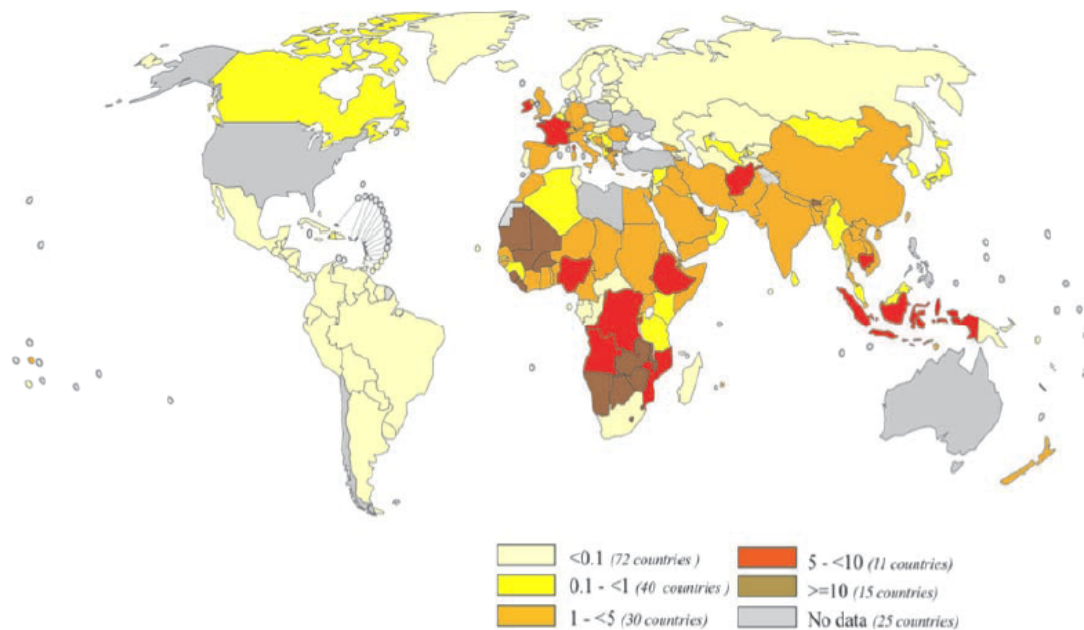 <0.1 (72 countries )
0.1 - <1 (40 countries )
1 - <5 (30 countries)
5 - <10 (11 countries)
>=10 (15 countries)
No data (25 countries)